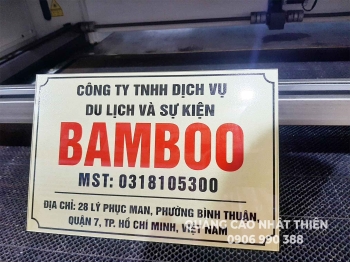 CÔNG TY TNHH DỊCH VỤ
DU LỊCH VÀ SỰ KIỆN
BAMBOO
MST: 0318105300
ĐỊA CHỈ: 28 LÝ PHỤC MAN, PHƯỜNG BÌNH THUẬN,
QUẬN 7, TP. HỒ CHÍ MINH, VIỆT NAM
QUẢNG CÁO NHẬT THIÊN
0906 990 388